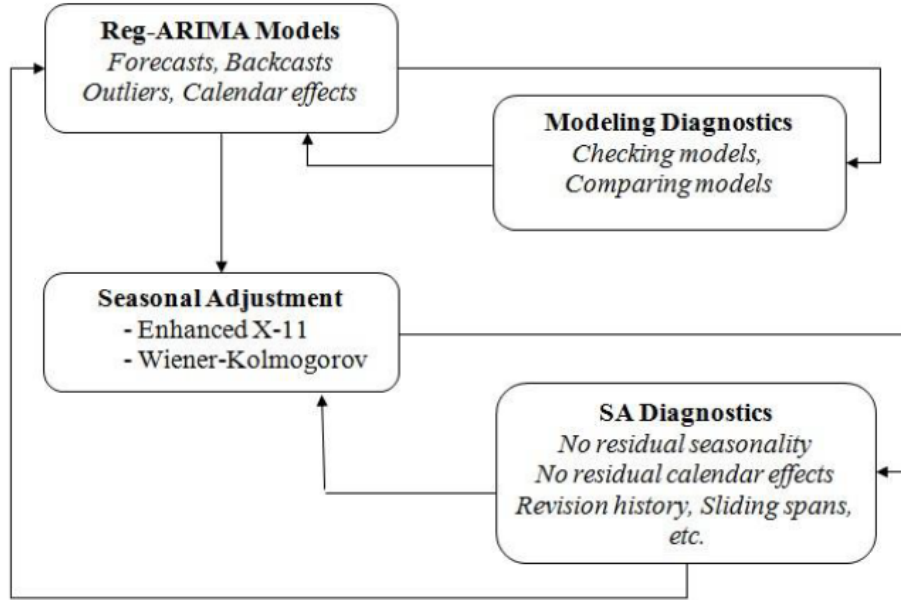 Reg-ARIMA Models
Forecasts, Backcasts
Outliers, Calendar effects
Modeling Diagnostics
Checking models,
Comparing models
Seasonal Adjustment
- Enhanced X-11
- Wiener-Kolmogorov
SA Diagnostics
No residual seasonality
No residual calendar effects
Revision history, Sliding spans,
etc.